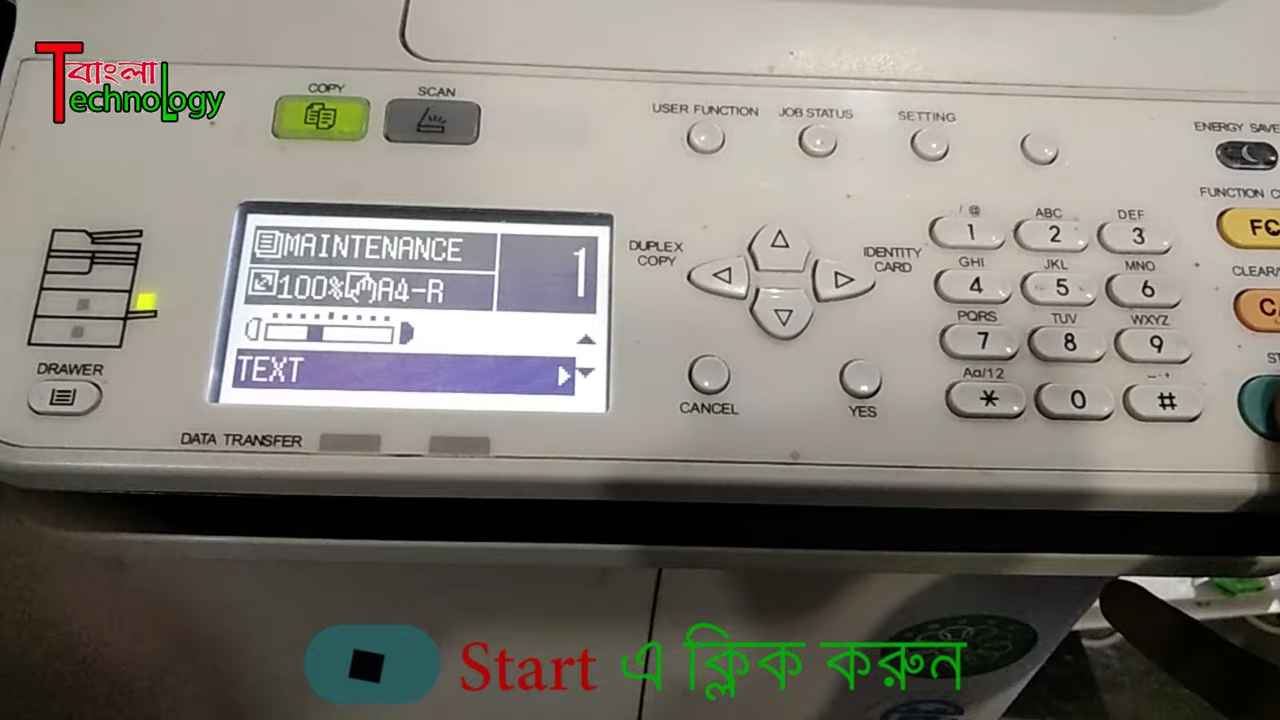 Tবাংলা
Technology
COPY
SCAN
USER FUNCTION
JOB STATUS
SETTING
ENERGY SAVE
FUNCTION C
FC
CLEAR/
C
ST
MAINTENANCE
1
100% A4-R
TEXT
DUPLEX
COPY
IDENTITY
CARD
CANCEL
YES
/ @
ABC
DEF
1
2
3
GHI
JKL
MNO
4
5
6
PQRS
TUV
WXYZ
7
8
9
Aa/12
*
0
#
DRAWER
DATA TRANSFER
Start এ ক্লিক করুন